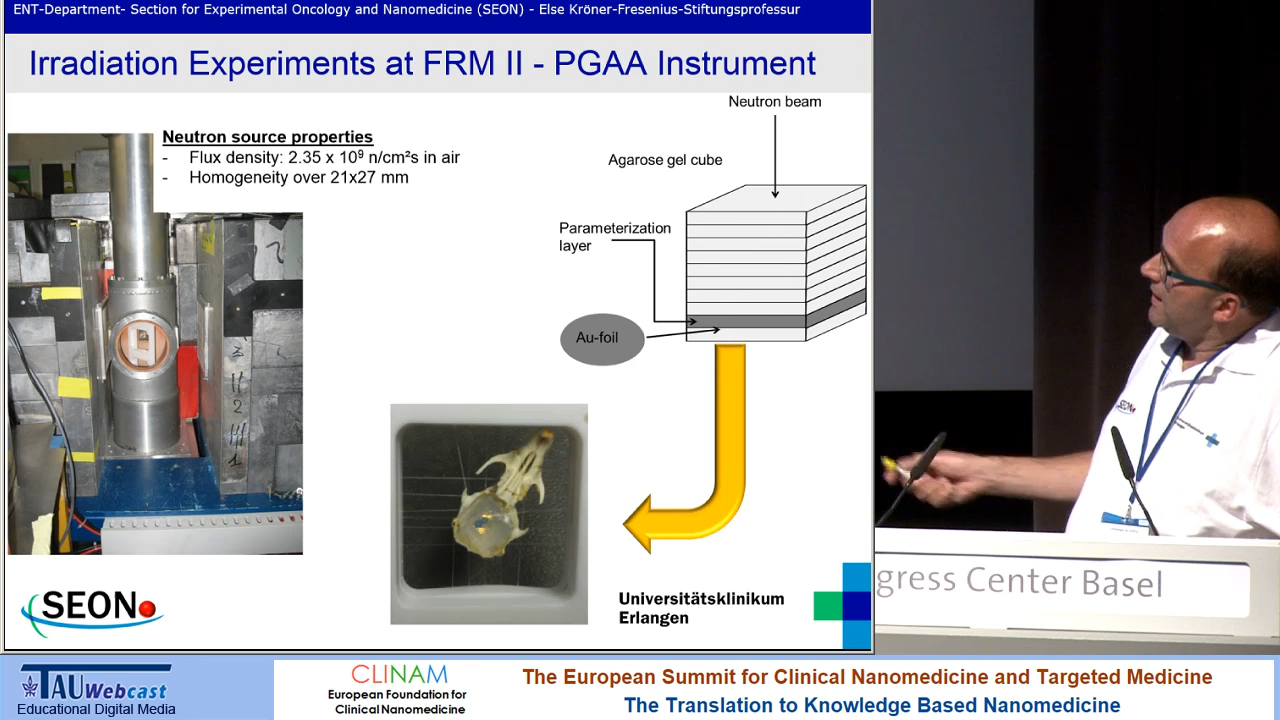 ENT-Department- Section for Experimental Oncology and Nanomedicine (SEON) - Else Kröner-Fresenius-Stiftungsprofessur
Irradiation Experiments at FRM II - PGAA Instrument
Neutron source properties
- Flux density: 2.35 x 10⁹ n/cm²s in air
- Homogeneity over 21x27 mm
Neutron beam
Agarose gel cube
Parameterization
layer
Au-foil
SEON
Universitätsklinikum
Erlangen
SEON
gress Center Basel
TAU Webcast
Educational Digital Media
CLINAM
European Foundation for
Clinical Nanomedicine
The European Summit for Clinical Nanomedicine and Targeted Medicine
The Translation to Knowledge Based Nanomedicine